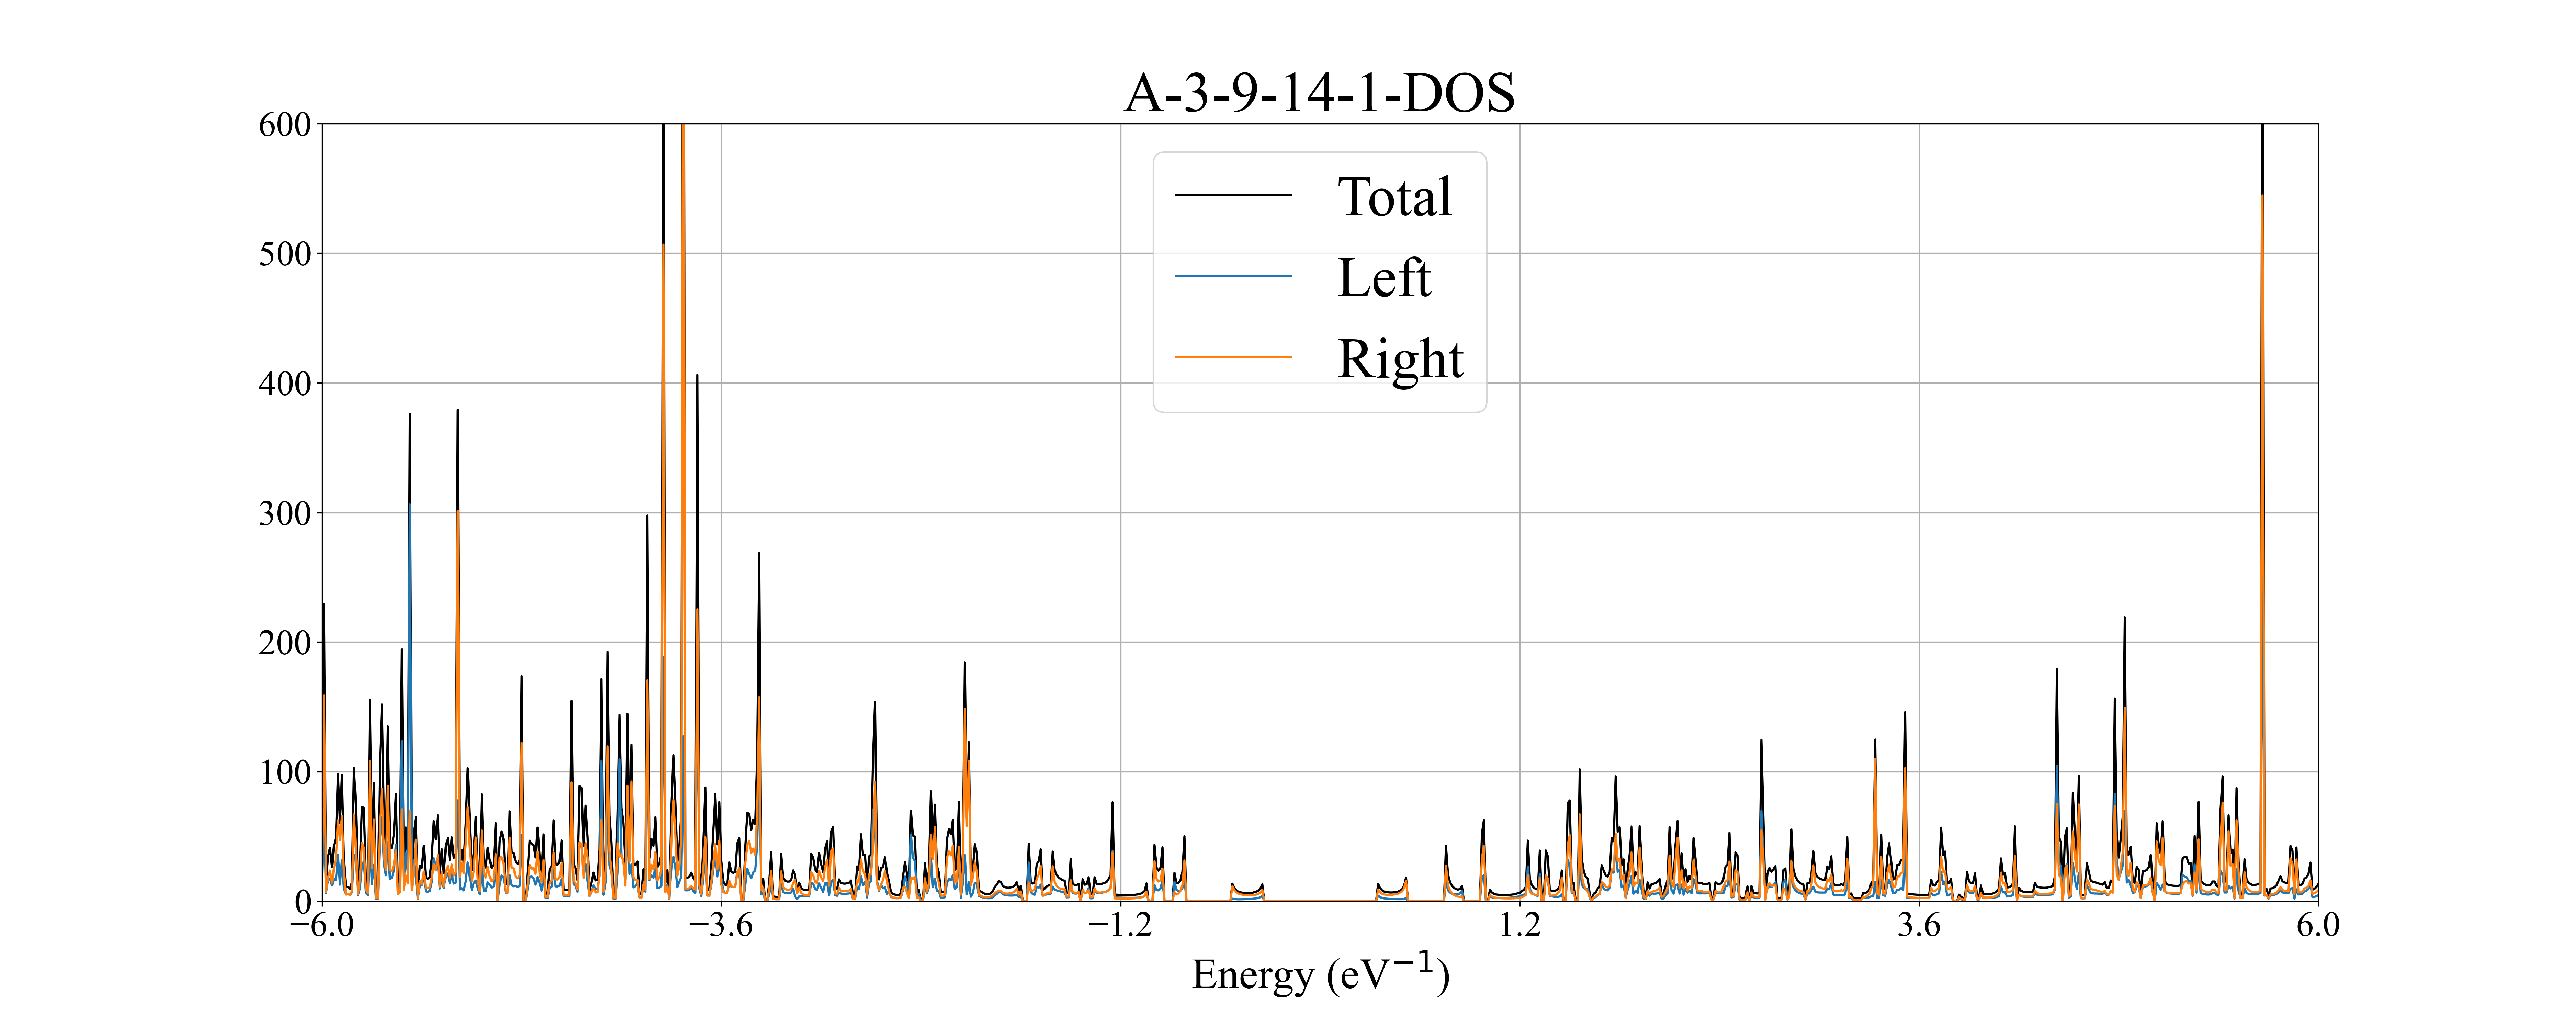 A-3-9-14-1-DOS
600
500
400
300
200
100
0
Total
Left
Right
−6.0 −3.6 −1.2 1.2 3.6 6.0
Energy (eV⁻¹)